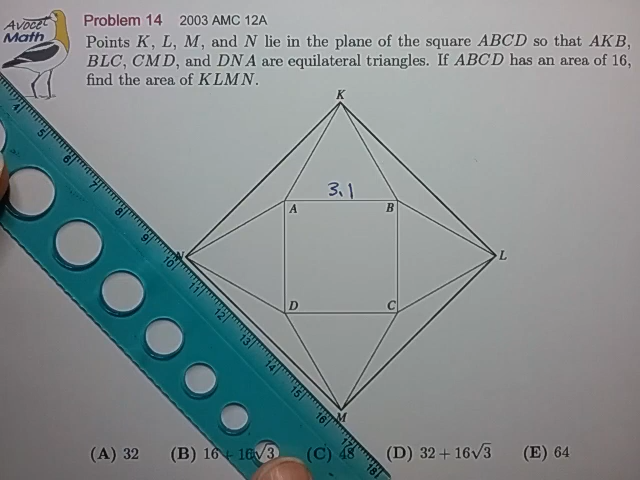 Avocet
Math
Problem 14 2003 AMC 12A
Points K, L, M, and N lie in the plane of the square ABCD so that AKB,
BLC, CMD, and DNA are equilateral triangles. If ABCD has an area of 16,
find the area of KLMN.
K
3.1
A B
N L
D C
M
4 5 6 7 8 9 10 11 12 13 14 15 16 17 18
(A) 32 (B) 16 + 16√3 (C) 48 (D) 32 + 16√3 (E) 64